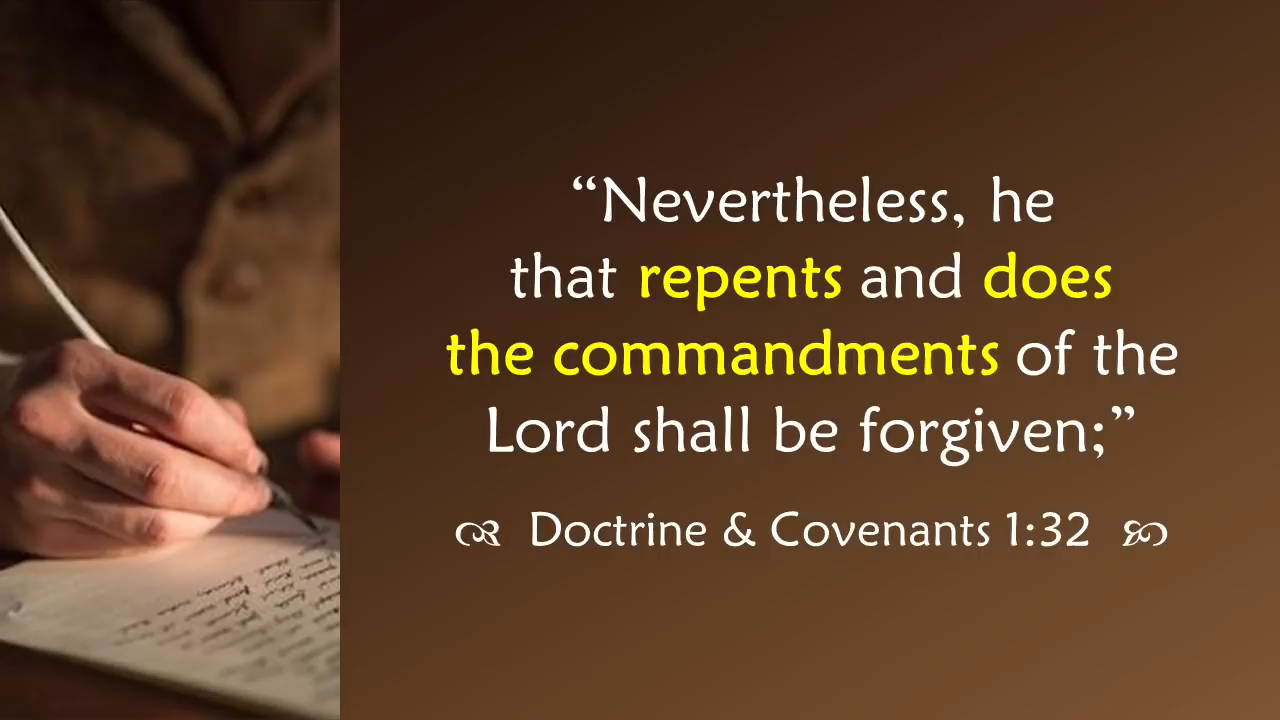 “Nevertheless, he
that repents and does
the commandments of the
Lord shall be forgiven;”
Doctrine & Covenants 1:32